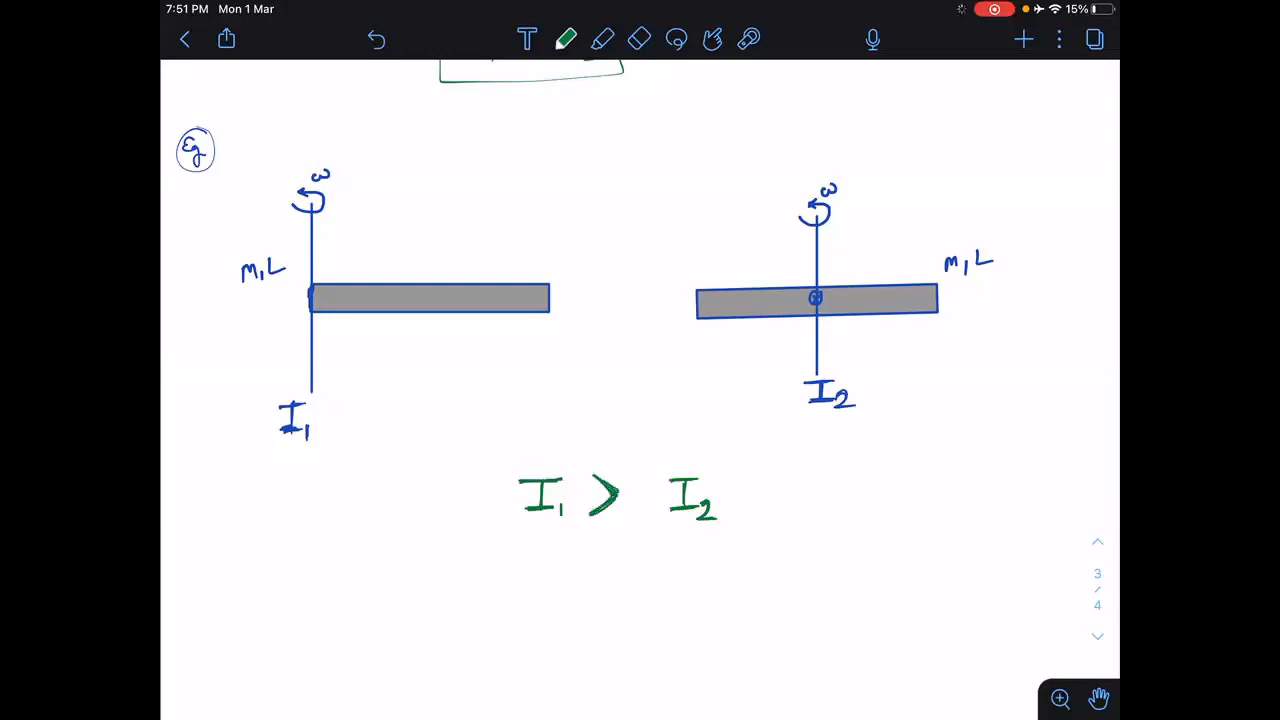 7:51 PM Mon 1 Mar
15%
T
Eg
ω
ω
m, L
m, L
I₁
I₂
I₁ > I₂
3
/
4